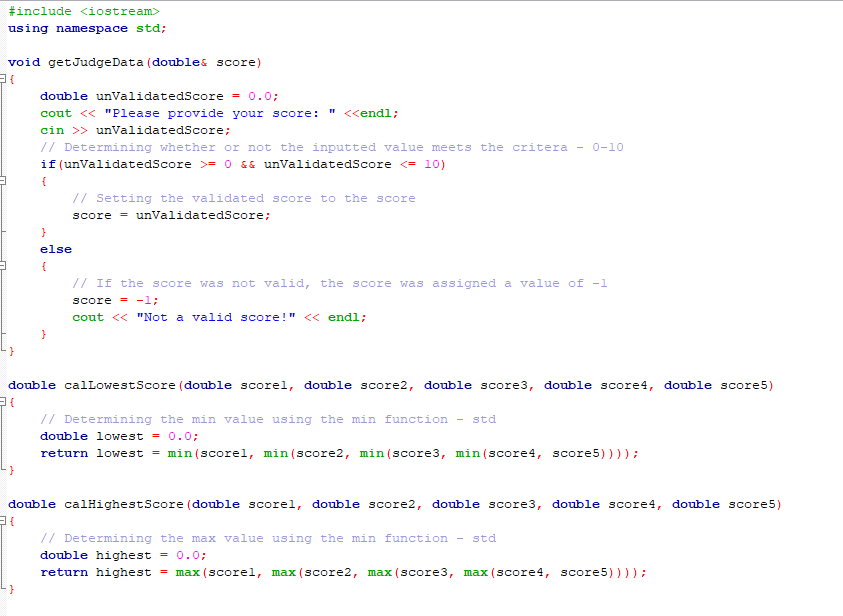 #include <iostream>
using namespace std;
void getJudgeData(double& score)
{
double unValidatedScore = 0.0;
cout << "Please provide your score: " <<endl;
cin >> unValidatedScore;
// Determining whether or not the inputted value meets the critera - 0-10
if(unValidatedScore >= 0 && unValidatedScore <= 10)
{
// Setting the validated score to the score
score = unValidatedScore;
}
else
{
// If the score was not valid, the score was assigned a value of -1
score = -1;
cout << "Not a valid score!" << endl;
}
}
double calLowestScore(double score1, double score2, double score3, double score4, double score5)
{
// Determining the min value using the min function - std
double lowest = 0.0;
return lowest = min(score1, min(score2, min(score3, min(score4, score5))));
}
double calHighestScore(double score1, double score2, double score3, double score4, double score5)
{
// Determining the max value using the min function - std
double highest = 0.0;
return highest = max(score1, max(score2, max(score3, max(score4, score5))));
}